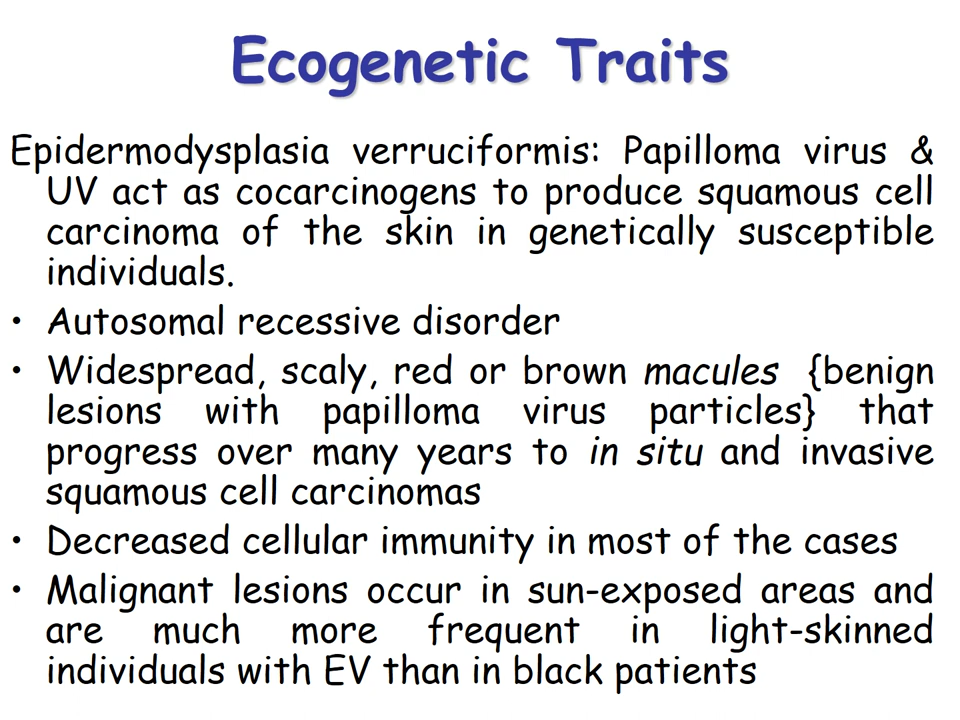 Ecogenetic Traits
Epidermodysplasia verruciformis: Papilloma virus &
UV act as cocarcinogens to produce squamous cell
carcinoma of the skin in genetically susceptible
individuals.
• Autosomal recessive disorder
• Widespread, scaly, red or brown macules {benign
lesions with papilloma virus particles} that
progress over many years to in situ and invasive
squamous cell carcinomas
• Decreased cellular immunity in most of the cases
• Malignant lesions occur in sun-exposed areas and
are much more frequent in light-skinned
individuals with EV than in black patients